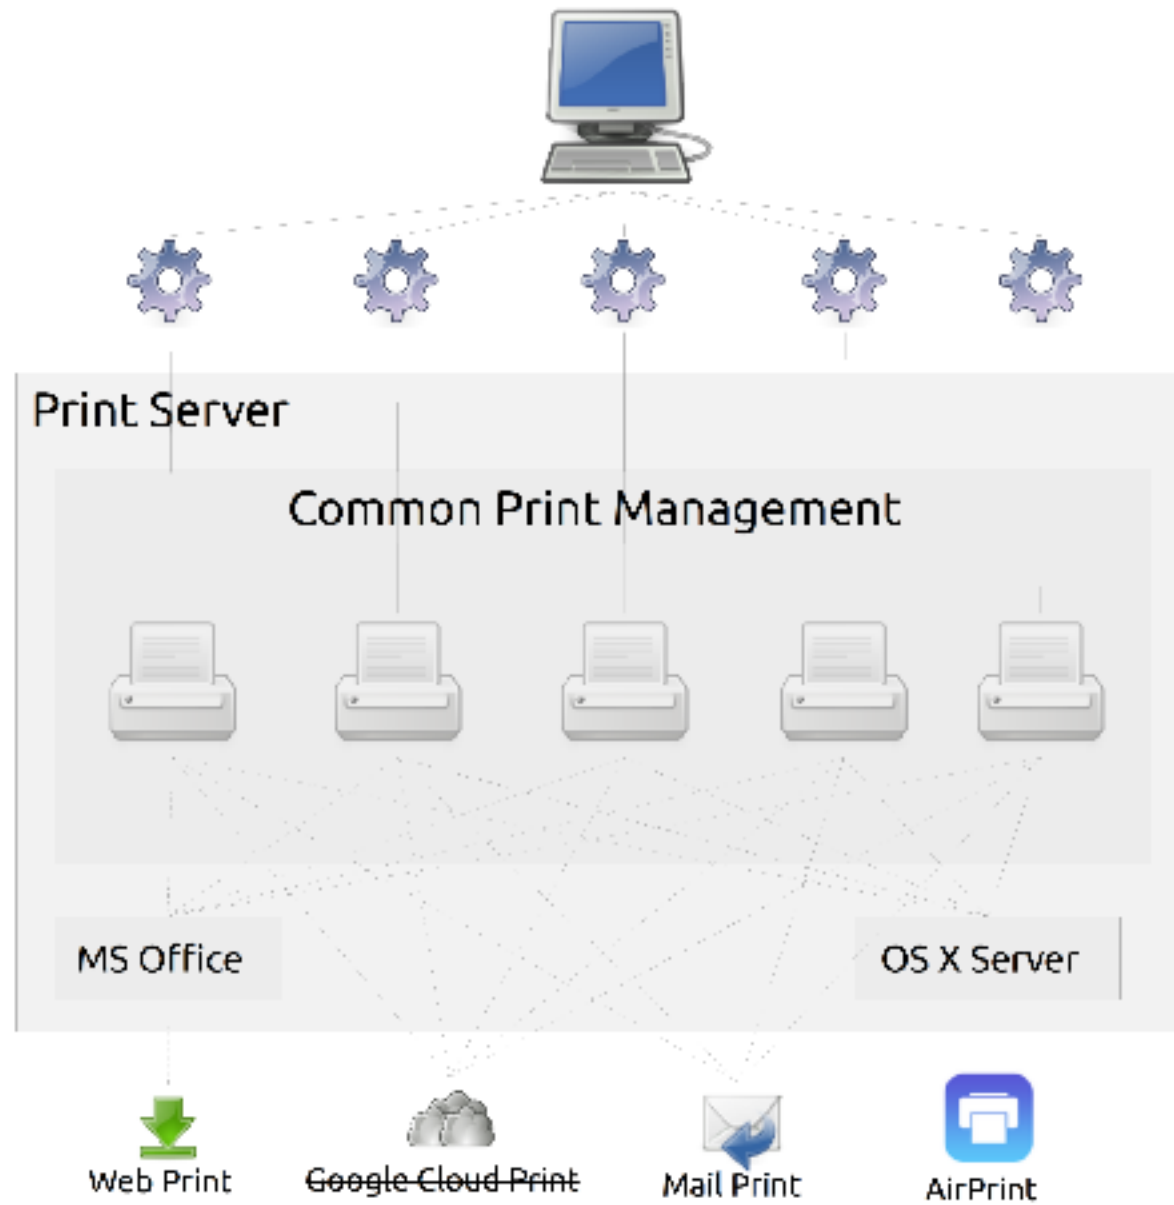 Print Server
Common Print Management
MS Office
OS X Server
Web Print
Google Cloud Print
Mail Print
AirPrint